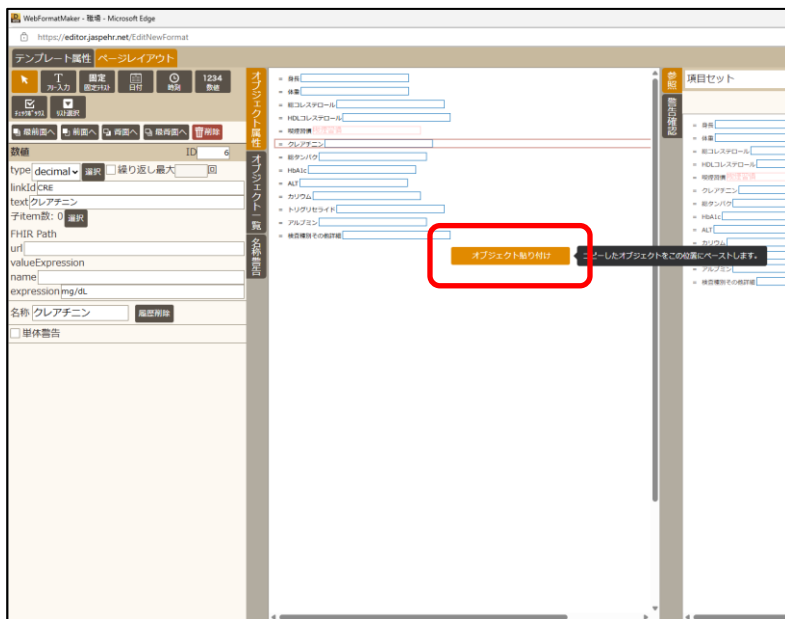 WebFormatMaker - 職場 - Microsoft Edge
https://editor.jaspehr.net/EditNewFormat
テンプレート属性 ページレイアウト
T 固定 1234
フリー入力 固定テキスト 日付 時刻 数値
チェックボックス リスト選択
最前面へ 前面へ 背面へ 最背面へ 削除
数値 ID 6
type decimal 選択 繰り返し最大 回
linkId CRE
text クレアチニン
子item数: 0 選択
FHIR Path
url
valueExpression
name
expression mg/dL
名称 クレアチニン 履歴削除
単体警告
オブジェクト属性
オブジェクト一覧
名称警告
= 身長
= 体重
= 総コレステロール
= HDLコレステロール
= 喫煙習慣 喫煙習慣
= クレアチニン
= 総タンパク
= HbA1c
= ALT
= カリウム
= トリグリセライド
= アルブミン
= 検査種別その他詳細
オブジェクト貼り付け
コピーしたオブジェクトをこの位置にペーストします。
参照
警告確認
項目セット
= 身長
= 体重
= 総コレステロール
= HDLコレステロール
= 喫煙習慣 喫煙習慣
= クレアチニン
= 総タンパク
= HbA1c
= ALT
= カリウム
= アルブミン
= 検査種別その他詳細